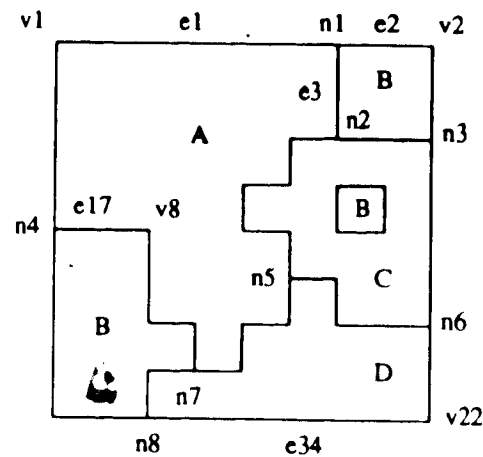 v1 e1 n1 e2 v2
B
e3
n2
A n3
e17 v8 B
n4
n5 C
B n6
D
n7
v22
n8 e34